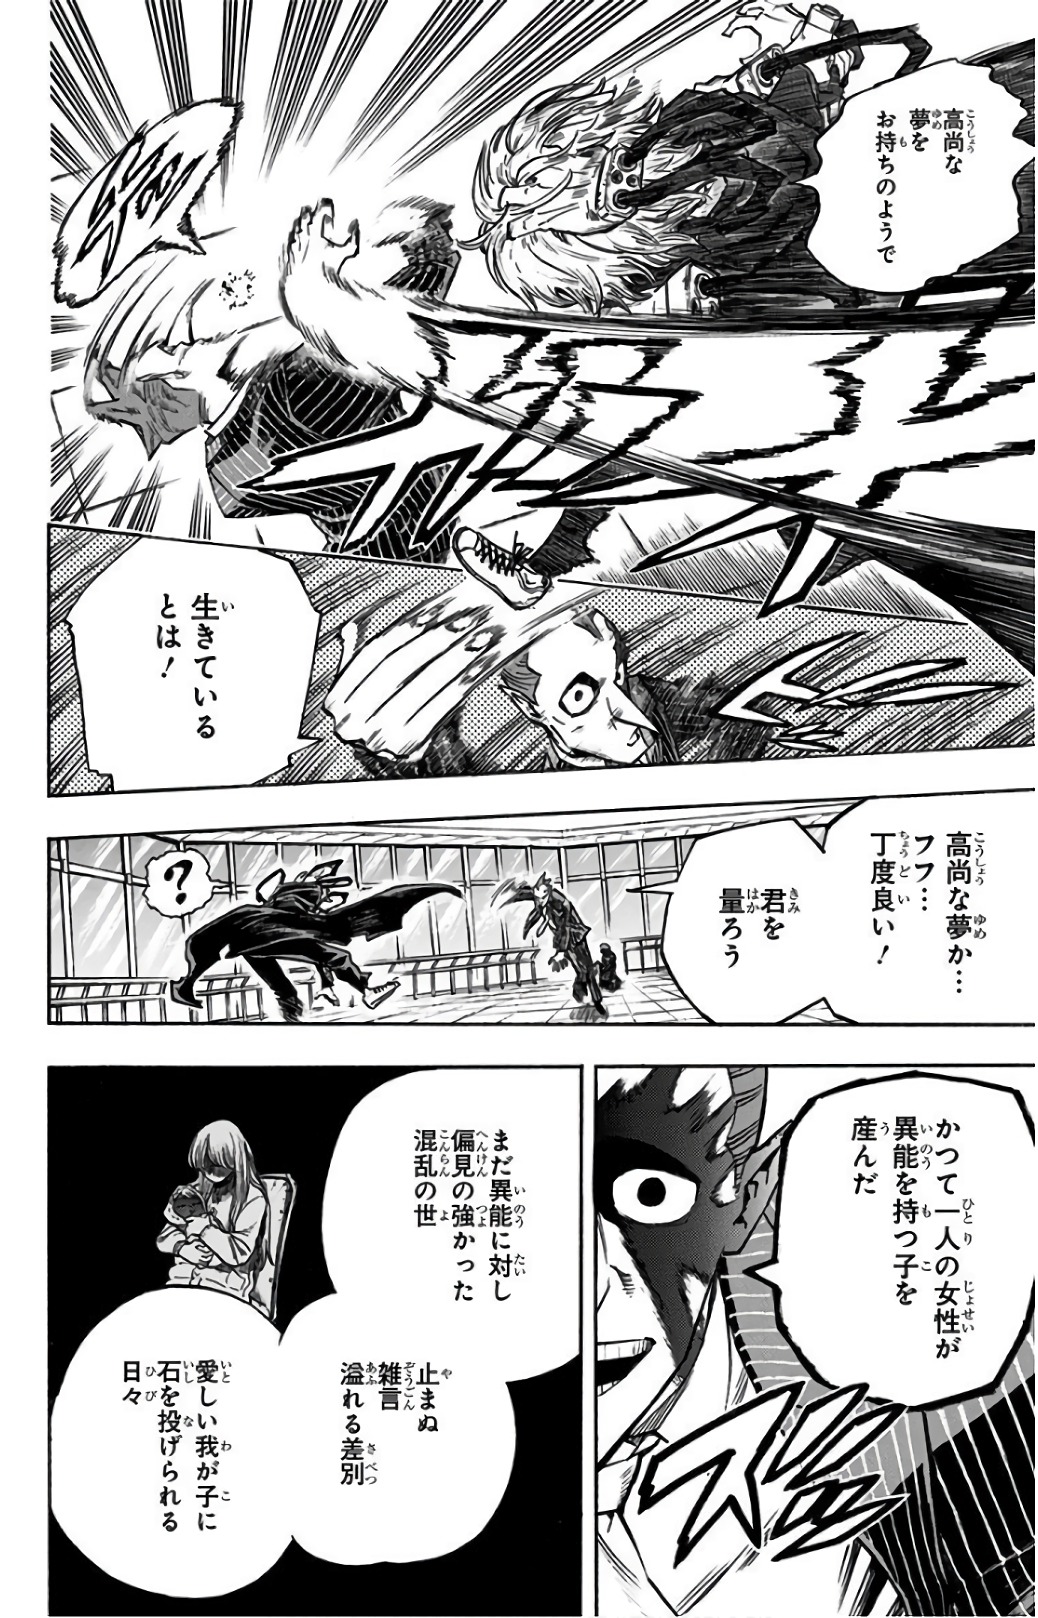 高尚な
夢を
お持ちのようで
生きている
とは！
高尚な夢か…
フフ…
丁度良い！
君を
量ろう
？
かつて一人の女性が
異能を持つ子を
産んだ
まだ異能に対し
偏見の強かった
混乱の世
止まぬ
雑言
溢れる差別
愛しい我が子に
石を投げられる
日々